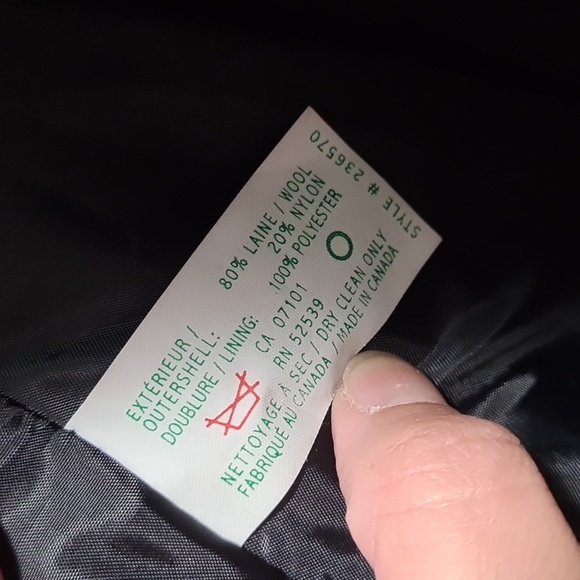 STYLE # 236570
EXTÉRIEUR /
OUTERSHELL: 80% LAINE / WOOL
20% NYLON
DOUBLURE / LINING: 100% POLYESTER
CA 07101
RN 52539
NETTOYAGE À SEC / DRY CLEAN ONLY
FABRIQUÉ AU CANADA / MADE IN CANADA